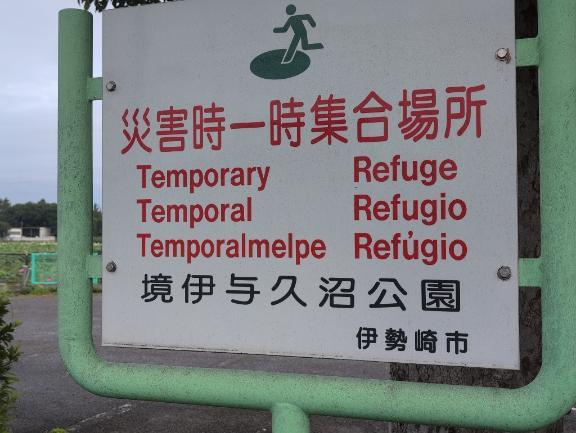 災害時一時集合場所
Temporary Refuge
Temporal Refugio
Temporalmelpe Refúgio
境伊与久沼公園
伊勢崎市